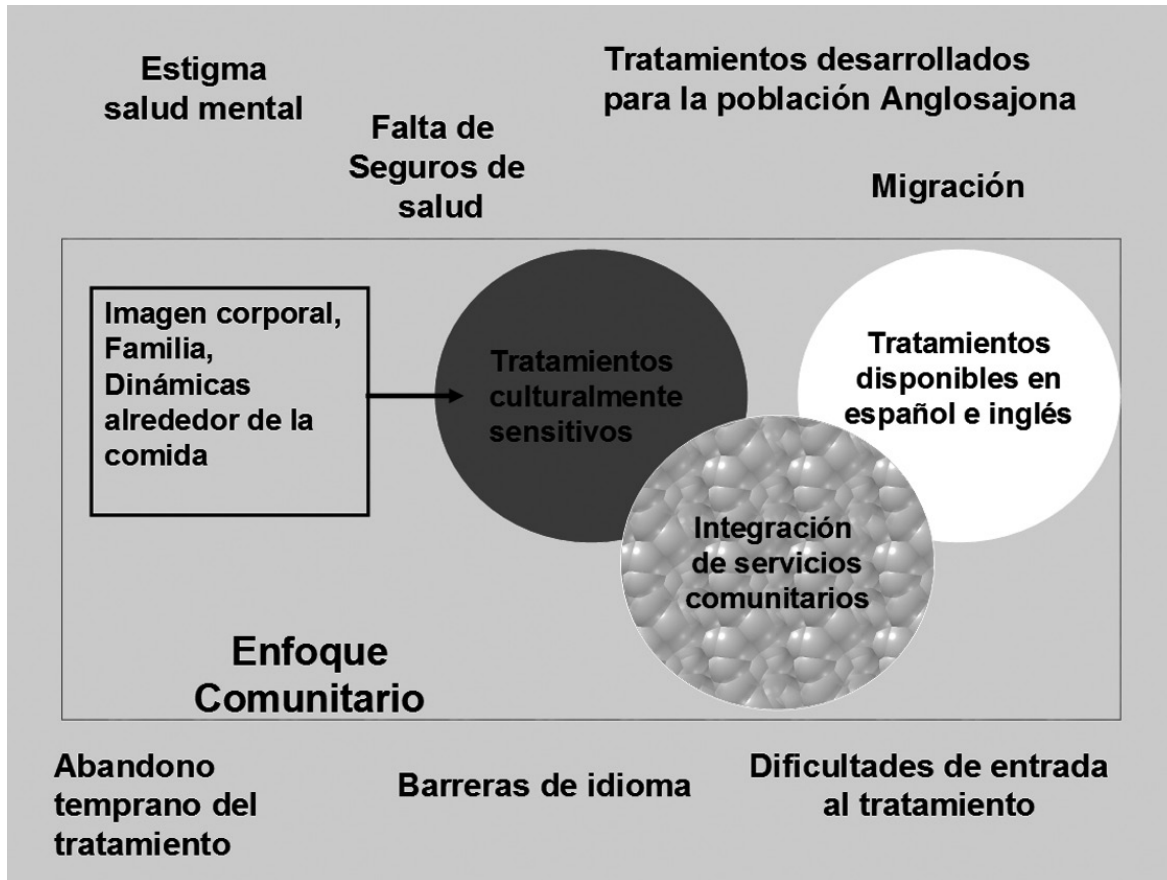 Estigma
salud mental
Tratamientos desarrollados
para la población Anglosajona
Falta de
Seguros de
salud
Migración
Imagen corporal,
Familia,
Dinámicas
alrededor de la
comida
Tratamientos
culturalmente
sensitivos
Tratamientos
disponibles en
español e inglés
Integración
de servicios
comunitarios
Enfoque
Comunitario
Abandono
temprano del
tratamiento
Barreras de idioma
Dificultades de entrada
al tratamiento